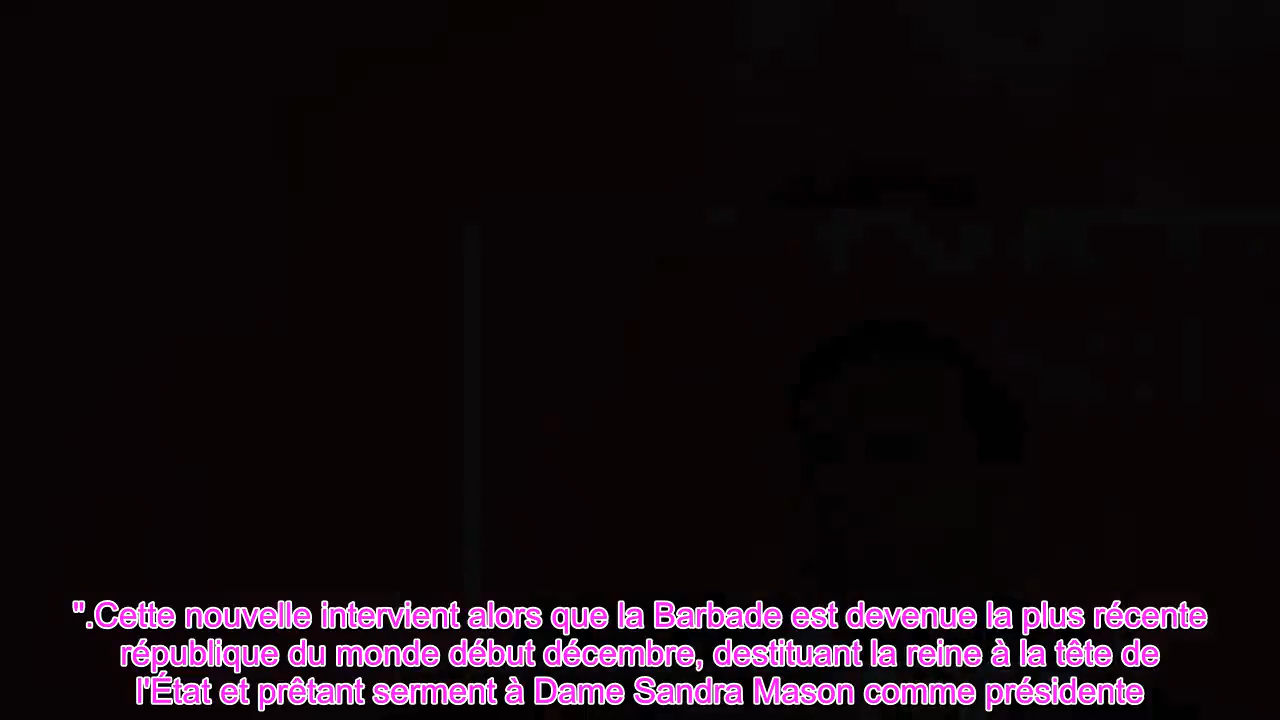 ".Cette nouvelle intervient alors que la Barbade est devenue la plus récente
république du monde début décembre, destituant la reine à la tête de
l'État et prêtant serment à Dame Sandra Mason comme présidente